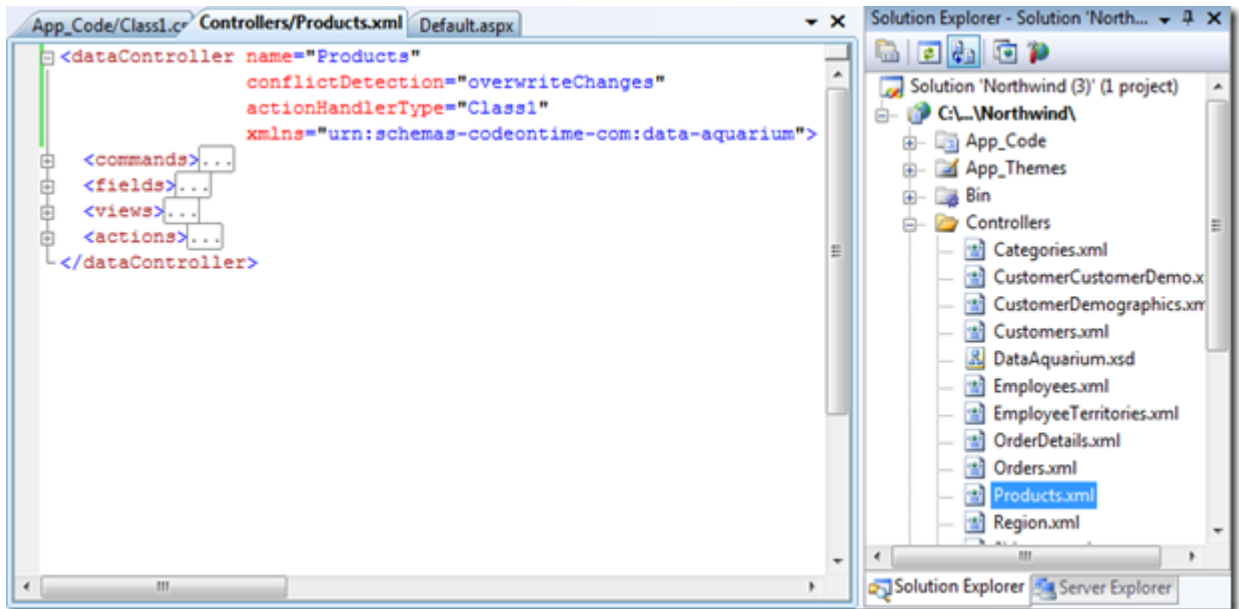 App_Code/Class1.cs Controllers/Products.xml Default.aspx
<dataController name="Products"
conflictDetection="overwriteChanges"
actionHandlerType="Class1"
xmlns="urn:schemas-codeontime-com:data-aquarium">
<commands>...
<fields>...
<views>...
<actions>...
</dataController>
Solution Explorer - Solution 'North...
Solution 'Northwind (3)' (1 project)
C:\...\Northwind\
App_Code
App_Themes
Bin
Controllers
Categories.xml
CustomerCustomerDemo.x
CustomerDemographics.xm
Customers.xml
DataAquarium.xsd
Employees.xml
EmployeeTerritories.xml
OrderDetails.xml
Orders.xml
Products.xml
Region.xml
Solution Explorer Server Explorer